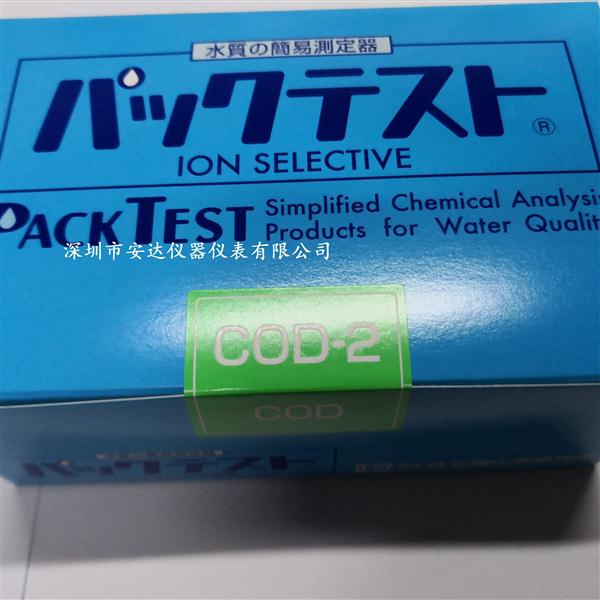 水質の簡易測定器
パックテスト®
ION SELECTIVE
PACKTEST
Simplified Chemical Analysis
Products for Water Quality
深圳市安达仪器仪表有限公司
COD-2
COD
パックテスト